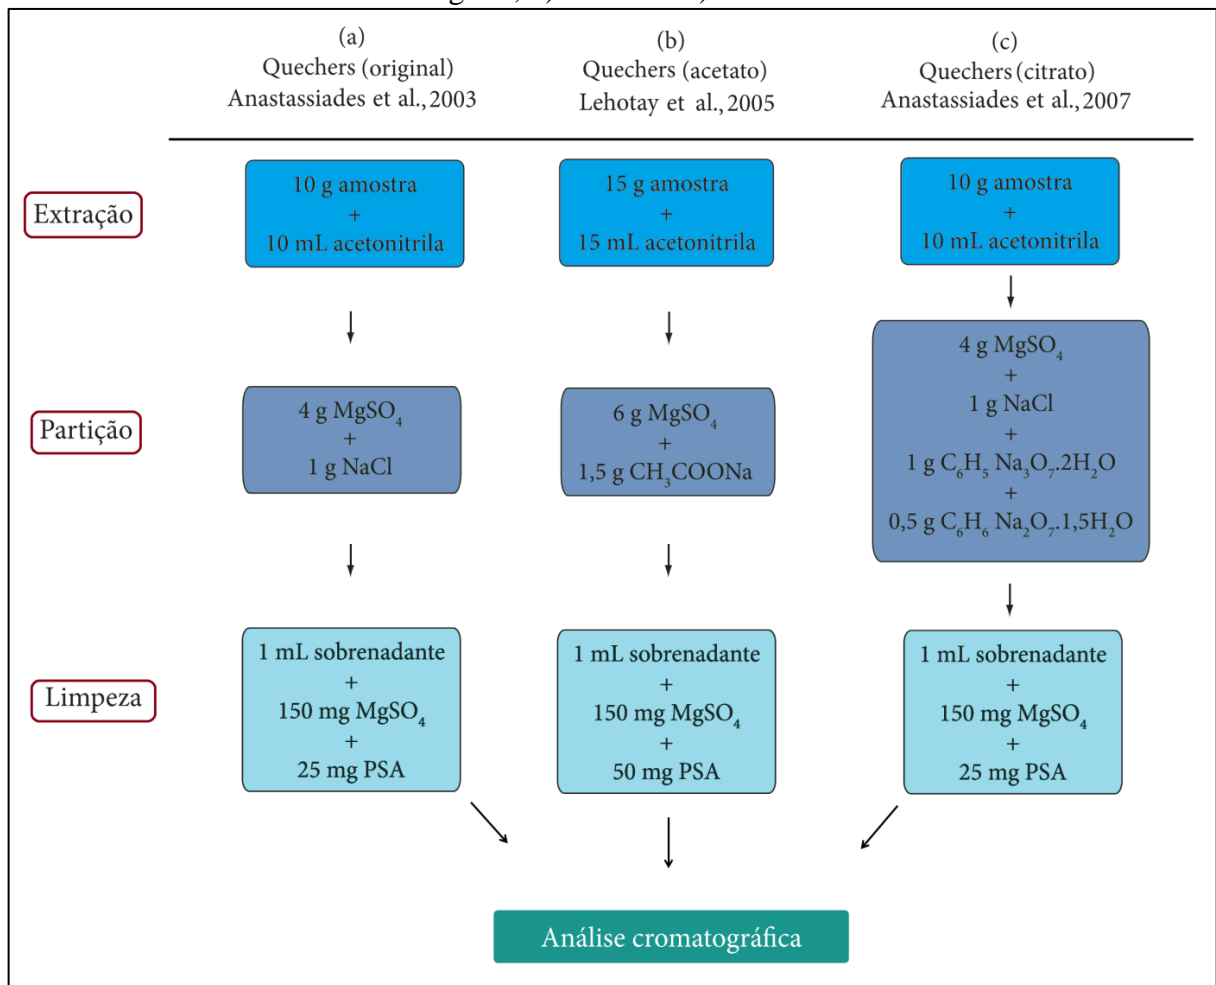 (a)
Quechers (original)
Anastassiades et al.,2003
(b)
Quechers (acetato)
Lehotay et al.,2005
(c)
Quechers (citrato)
Anastassiades et al.,2007
Extração
10 g amostra
+
10 mL acetonitrila
15 g amostra
+
15 mL acetonitrila
10 g amostra
+
10 mL acetonitrila
Partição
4 g MgSO₄
+
1 g NaCl
6 g MgSO₄
+
1,5 g CH₃COONa
4 g MgSO₄
+
1 g NaCl
+
1 g C₆H₅ Na₃O₇.2H₂O
+
0,5 g C₆H₆ Na₂O₇.1,5H₂O
Limpeza
1 mL sobrenadante
+
150 mg MgSO₄
+
25 mg PSA
1 mL sobrenadante
+
150 mg MgSO₄
+
50 mg PSA
1 mL sobrenadante
+
150 mg MgSO₄
+
25 mg PSA
Análise cromatográfica